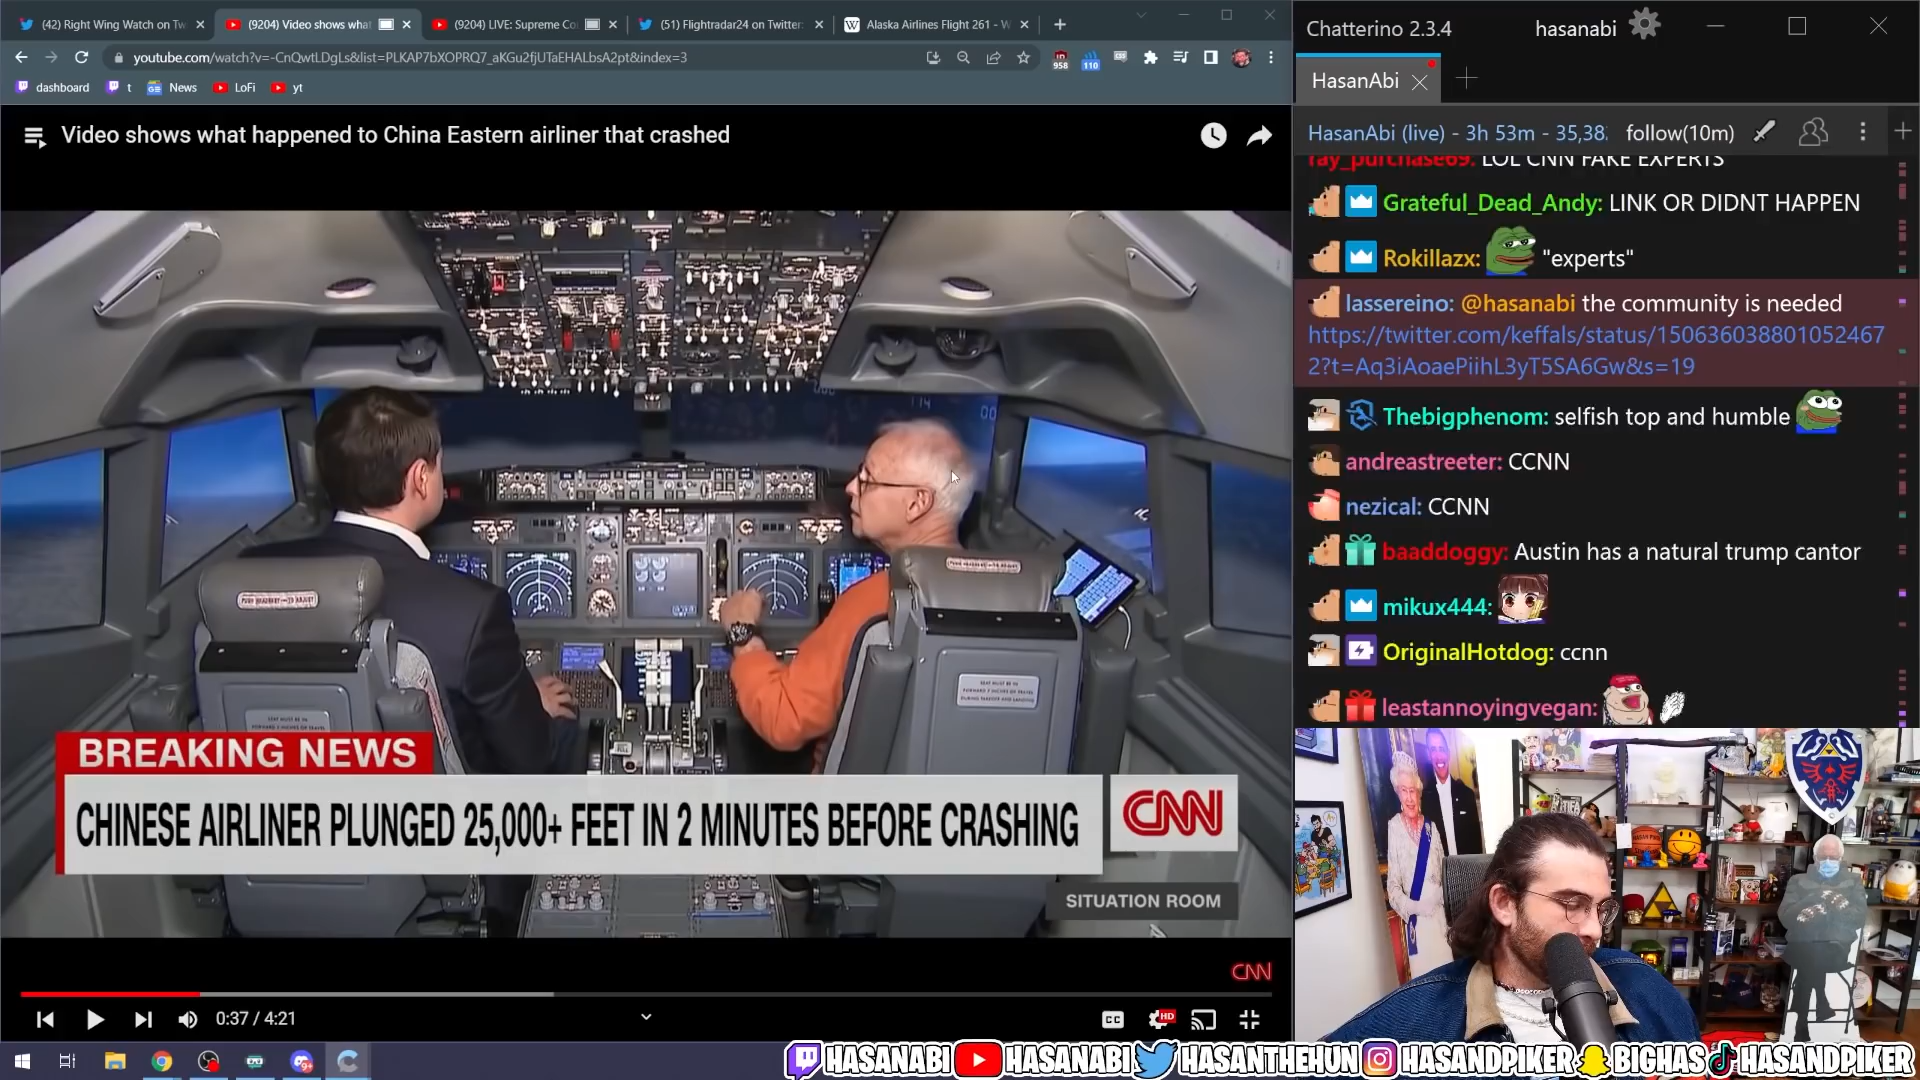 (42) Right Wing Watch on Tw
(9204) Video shows what
(9204) LIVE: Supreme Co
(51) Flightradar24 on Twitter:
Alaska Airlines Flight 261 - W
youtube.com/watch?v=-CnQwtLDgLs&list=PLKAP7bXOPRQ7_aKGu2fjUTaEHALbsA2pt&index=3
958
110
dashboard
t
News
LoFi
yt
Video shows what happened to China Eastern airliner that crashed
BREAKING NEWS
CHINESE AIRLINER PLUNGED 25,000+ FEET IN 2 MINUTES BEFORE CRASHING
CNN
SITUATION ROOM
CNN
0:37 / 4:21
CC
HD
Chatterino 2.3.4
hasanabi
HasanAbi
HasanAbi (live) - 3h 53m - 35,38
follow(10m)
ray_purchase69: LOL CNN FAKE EXPERTS
Grateful_Dead_Andy: LINK OR DIDNT HAPPEN
Rokillazx: "experts"
lassereino: @hasanabi the community is needed
https://twitter.com/keffals/status/150636038801052467
2?t=Aq3iAoaePiihL3yT5SA6Gw&s=19
Thebigphenom: selfish top and humble
andreastreeter: CCNN
nezical: CCNN
baaddoggy: Austin has a natural trump cantor
mikux444:
OriginalHotdog: ccnn
leastannoyingvegan:
HASANABI
HASANABI
HASANTHEHUN
HASANDPIKER
BIGHAS
HASANDPIKER